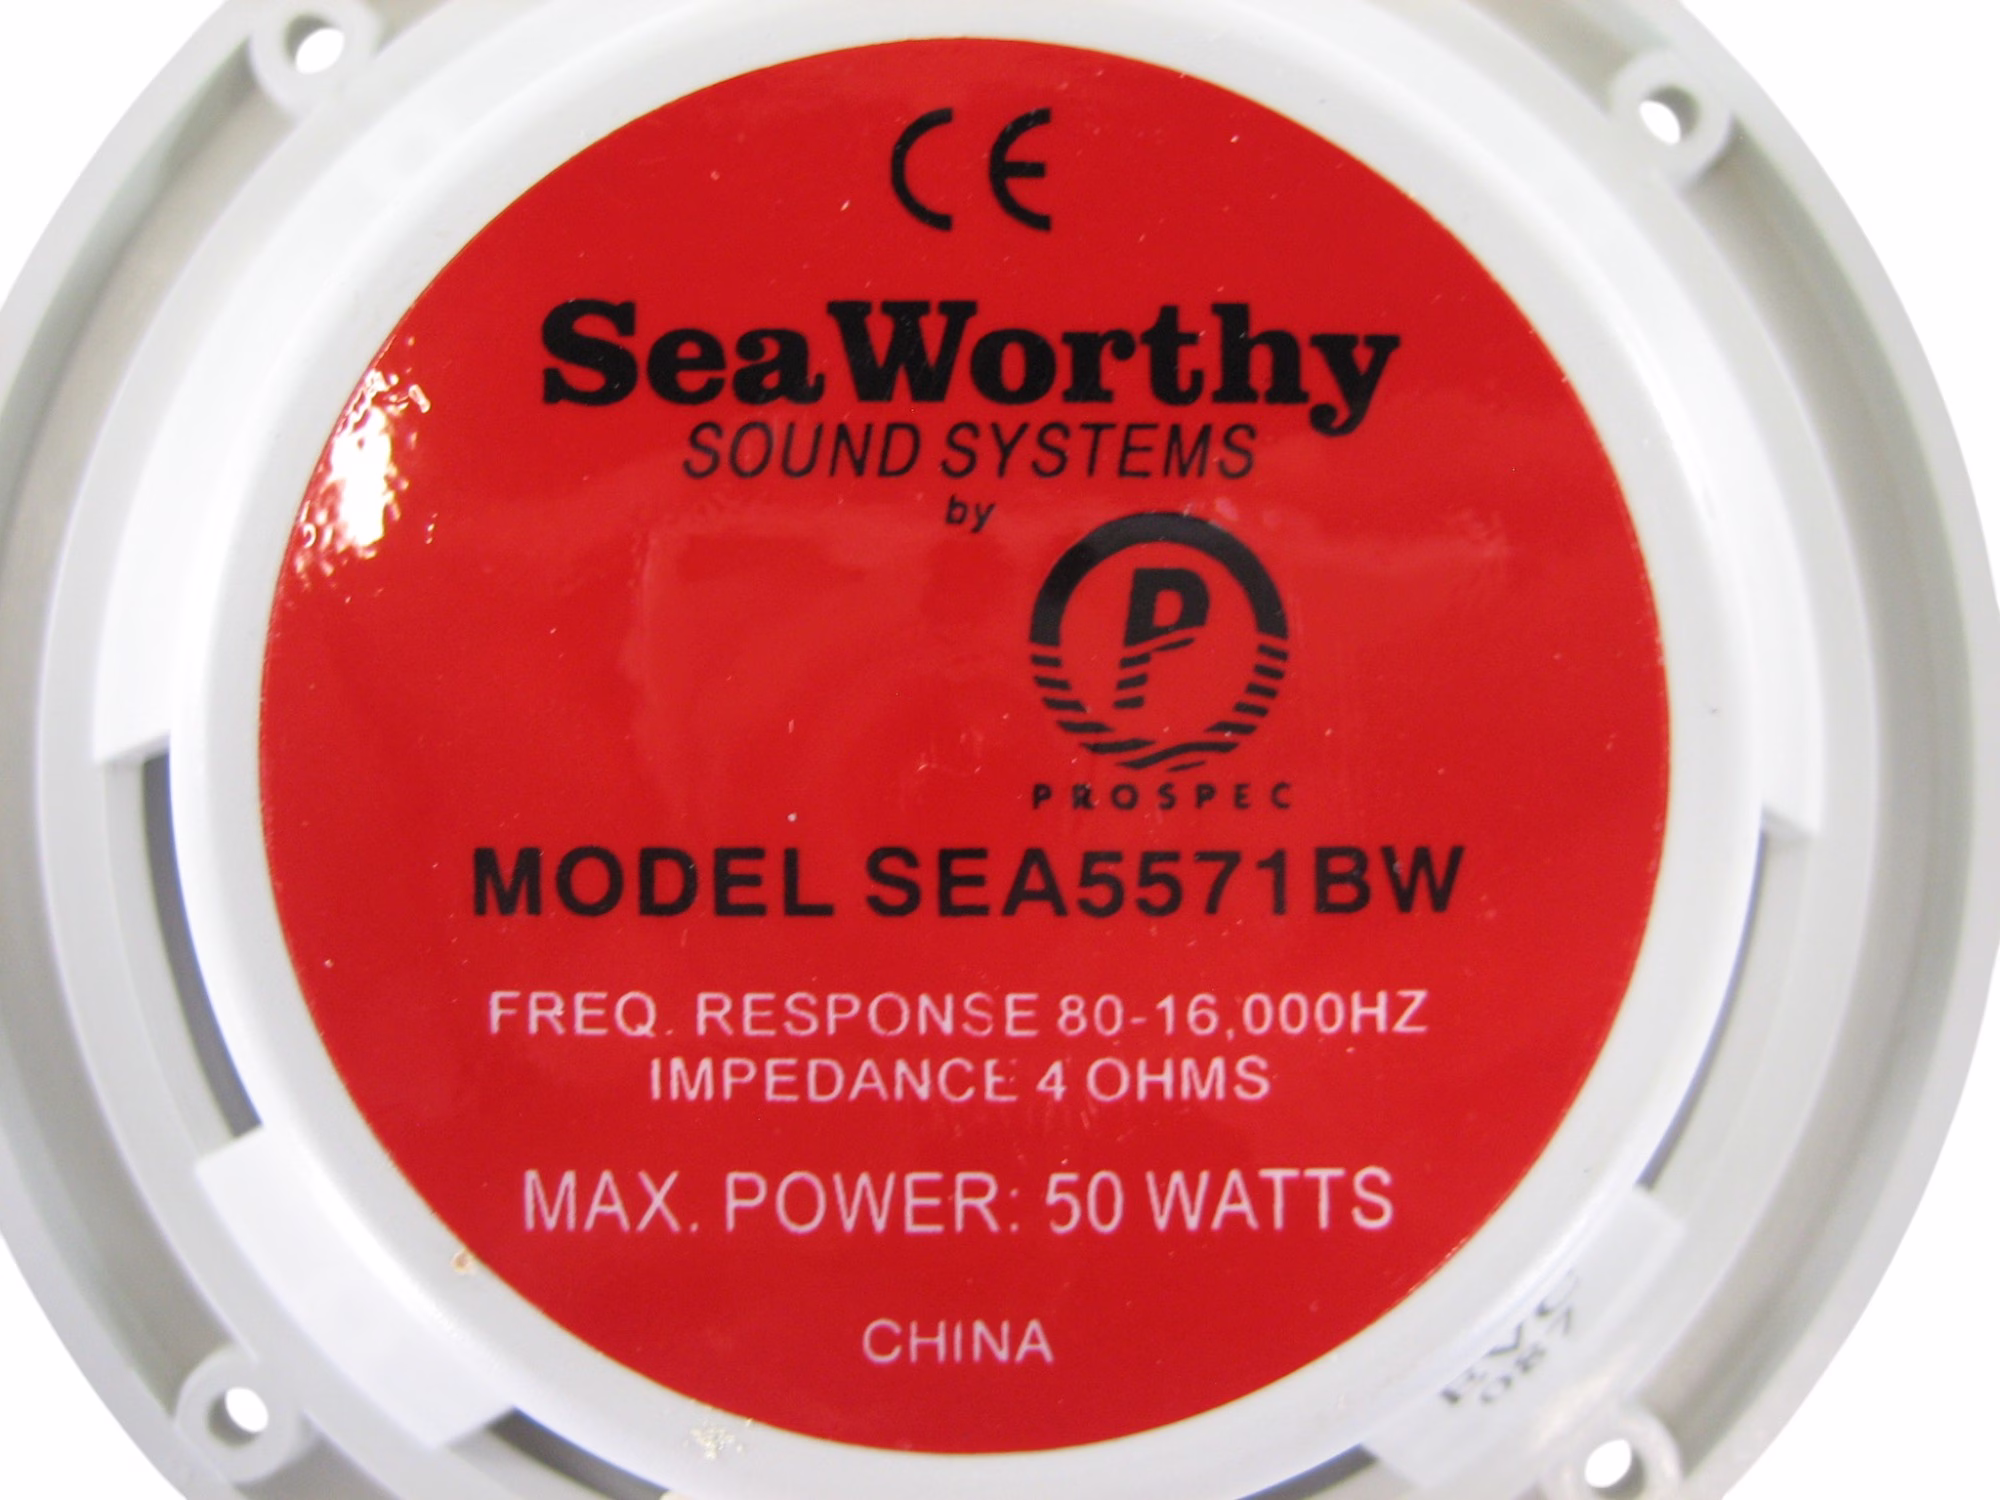 CE
SeaWorthy
SOUND SYSTEMS
by
P
PROSPEC
MODEL SEA5571BW
FREQ. RESPONSE 80-16,000HZ
IMPEDANCE 4 OHMS
MAX. POWER: 50 WATTS
CHINA
087